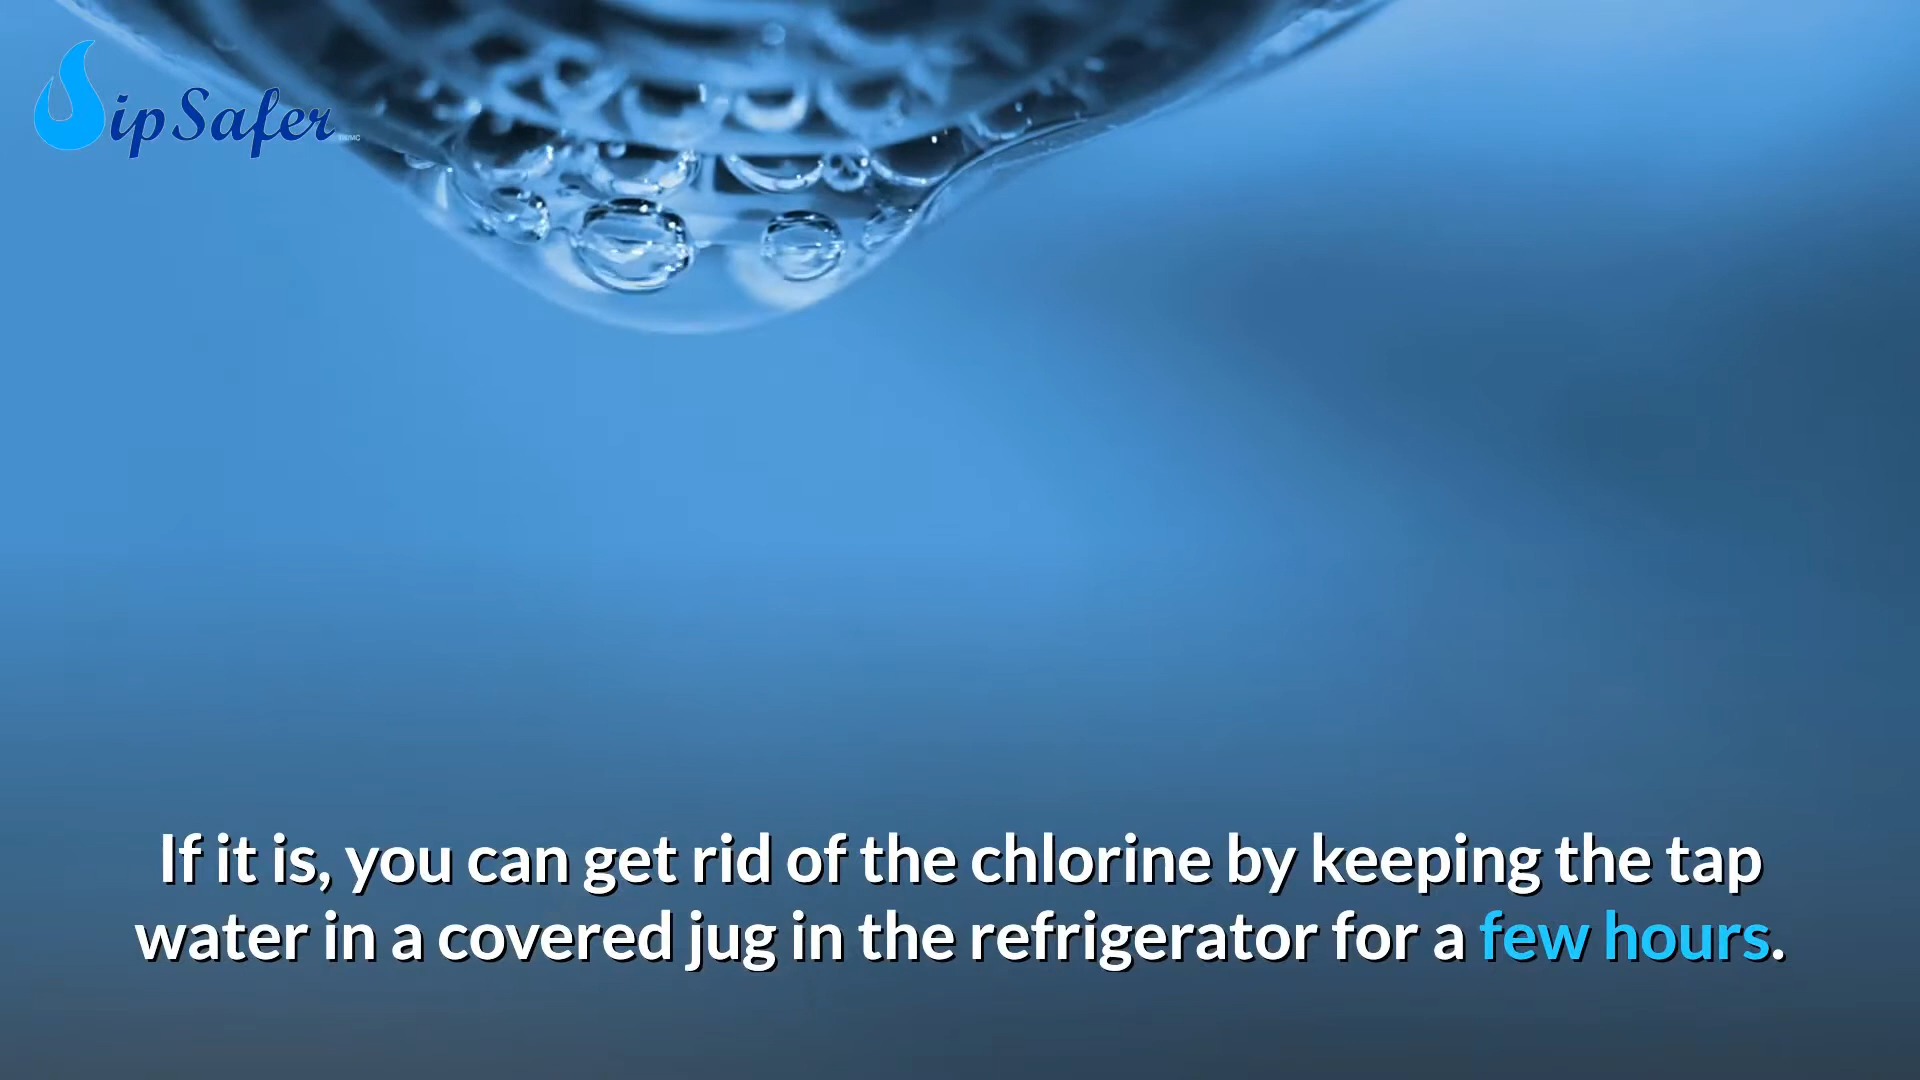 SipSafer
If it is, you can get rid of the chlorine by keeping the tap
water in a covered jug in the refrigerator for a few hours.